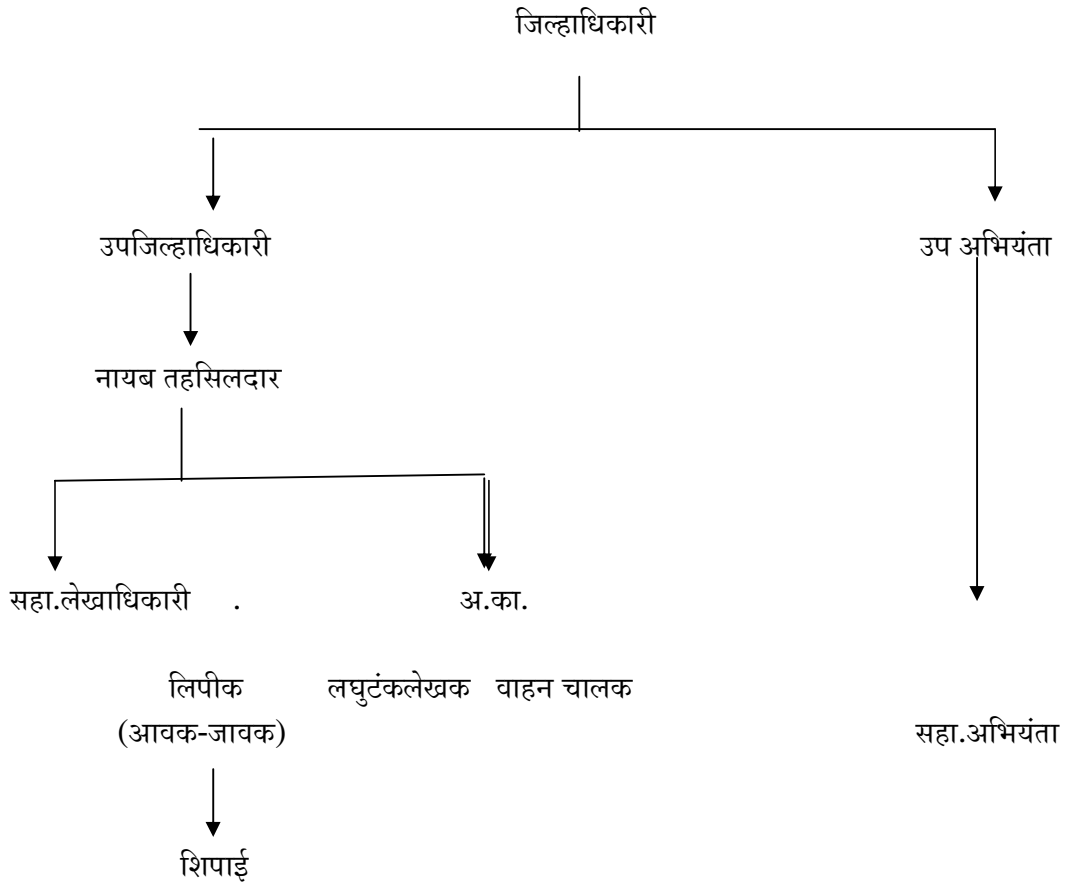 जिल्हाधिकारी
उपजिल्हाधिकारी उप अभियंता
नायब तहसिलदार
सहा.लेखाधिकारी . अ.का.
लिपीक लघुटंकलेखक वाहन चालक
(आवक-जावक) सहा.अभियंता
शिपाई